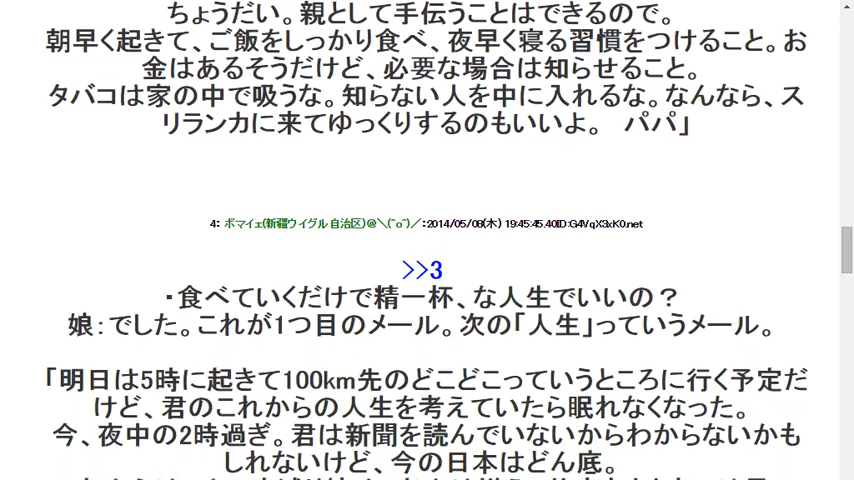 ちょうだい。親として手伝うことはできるので。
朝早く起きて、ご飯をしっかり食べ、夜早く寝る習慣をつけること。お
金はあるそうだけど、必要な場合は知らせること。
タバコは家の中で吸うな。知らない人を中に入れるな。なんなら、ス
リランカに来てゆっくりするのもいいよ。　パパ」
4: ボマイェ(新疆ウイグル自治区)@＼(^o^)／:2014/05/08(木) 19:45:45.40ID:G4VqX3xK0.net
>>3
・食べていくだけで精一杯、な人生でいいの？
娘：でした。これが1つ目のメール。次の「人生」っていうメール。
「明日は5時に起きて100km先のどこどこっていうところに行く予定だ
けど、君のこれからの人生を考えていたら眠れなくなった。
今、夜中の2時過ぎ。君は新聞を読んでいないからわからないかも
しれないけど、今の日本はどん底。